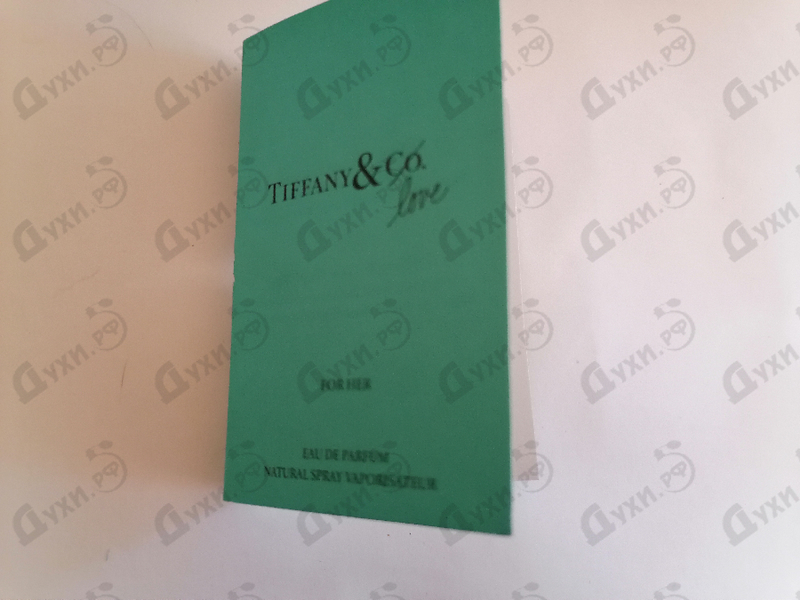 TIFFANY & CO.
love
FOR HER
EAU DE PARFUM
NATURAL SPRAY VAPORISATEUR
Духи.рф